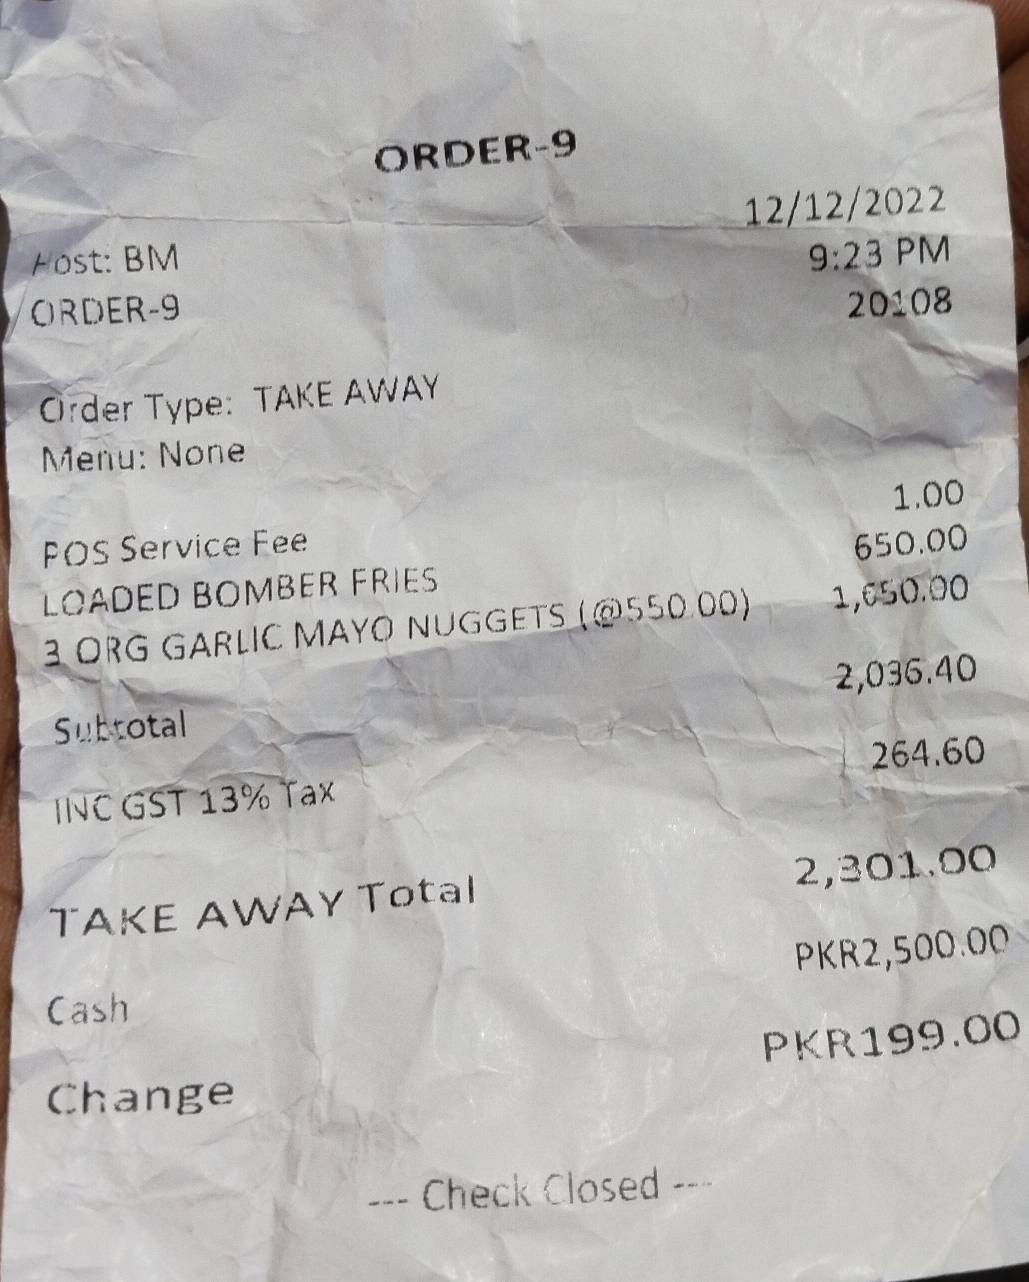 ORDER-9
12/12/2022
Host: BM 9:23 PM
ORDER-9 20108
Order Type: TAKE AWAY
Menu: None
POS Service Fee 1.00
LOADED BOMBER FRIES 650.00
3 ORG GARLIC MAYO NUGGETS (@550.00) 1,650.00
Subtotal 2,036.40
INC GST 13% Tax 264.60
TAKE AWAY Total 2,301.00
Cash PKR2,500.00
Change PKR199.00
--- Check Closed ---